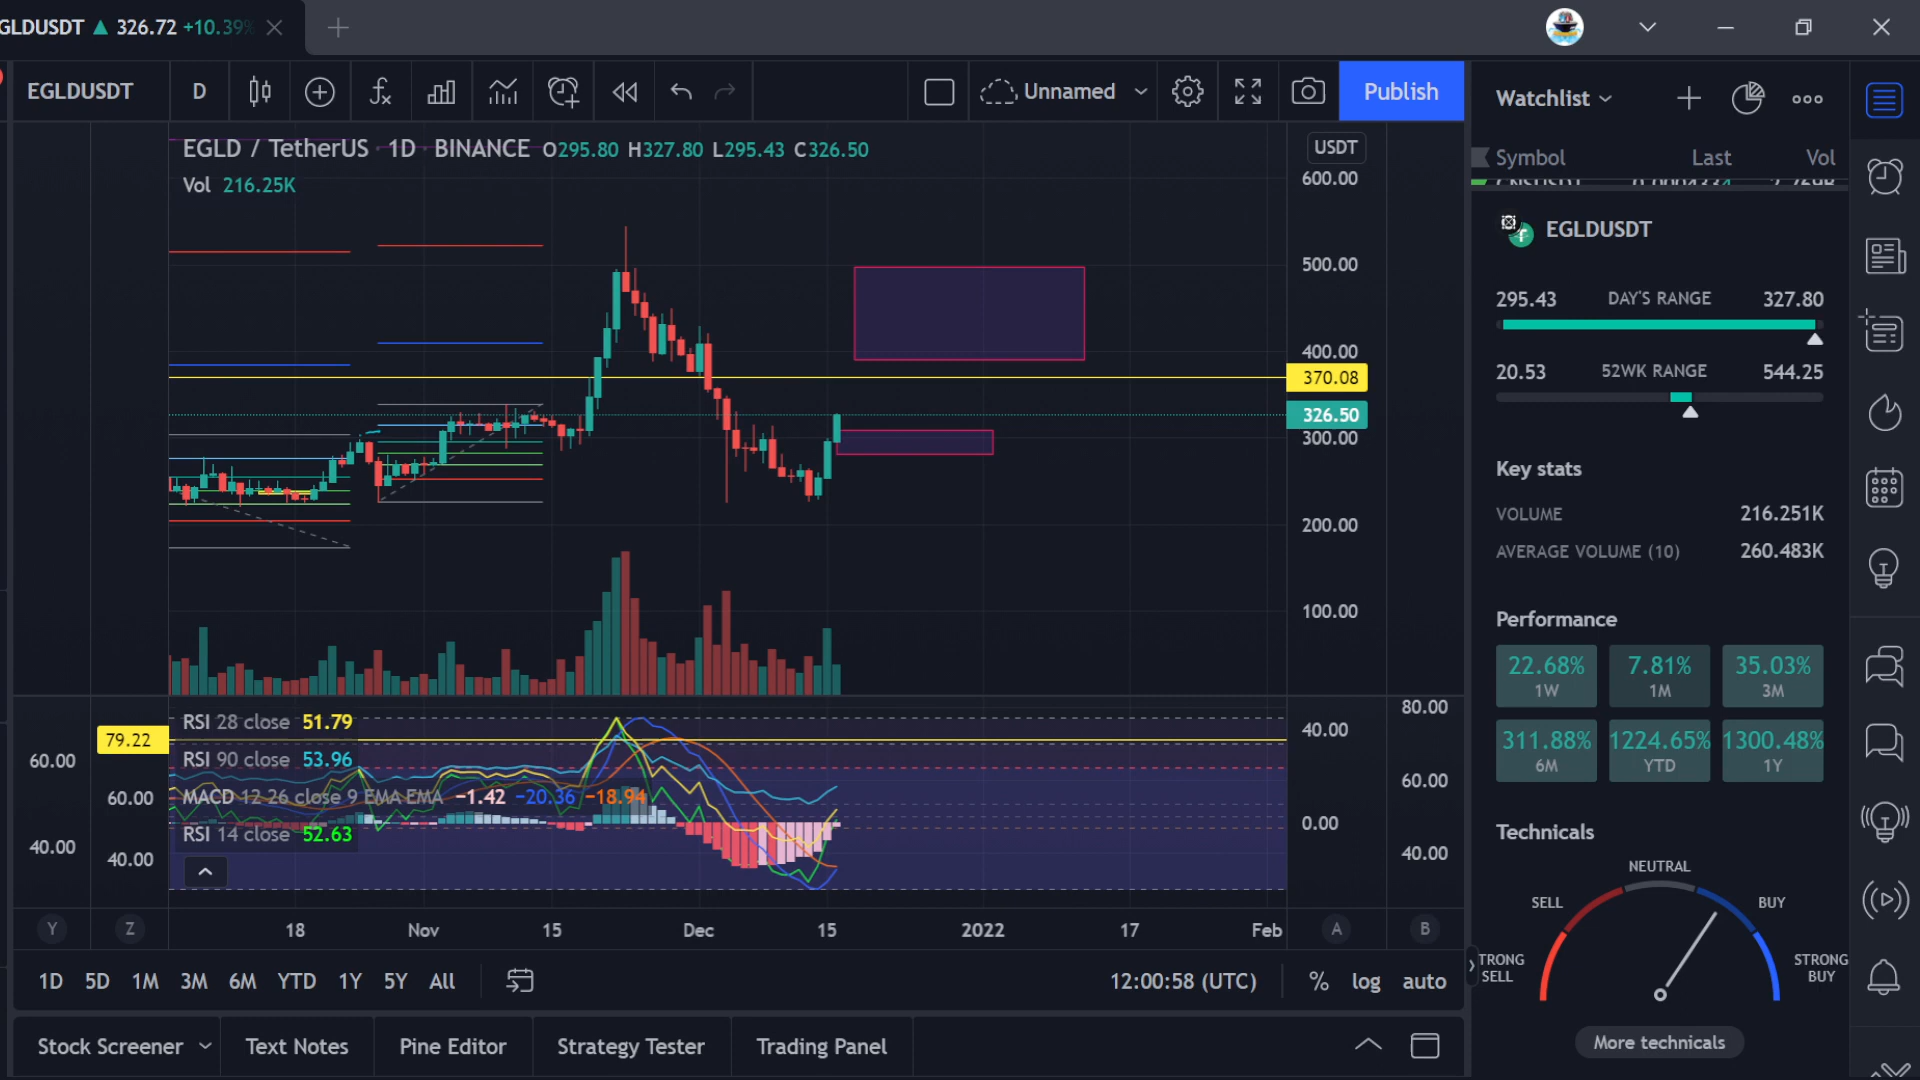 GLDUSDT ▲ 326.72 +10.39%
EGLDUSDT D Unnamed Publish
Watchlist
EGLD / TetherUS 1D BINANCE O295.80 H327.80 L295.43 C326.50
Vol 216.25K
USDT
600.00
500.00
400.00
370.08
326.50
300.00
200.00
100.00
Symbol Last Vol
EGLDUSDT
295.43 DAY'S RANGE 327.80
20.53 52WK RANGE 544.25
Key stats
VOLUME 216.251K
AVERAGE VOLUME (10) 260.483K
Performance
22.68% 7.81% 35.03%
1W 1M 3M
311.88% 1224.65% 1300.48%
6M YTD 1Y
Technicals
NEUTRAL
SELL BUY
TRONG SELL
STRONG BUY
More technicals
RSI 28 close 51.79
RSI 90 close 53.96
MACD 12 26 close 9 EMA EMA −1.42 −20.36 −18.94
RSI 14 close 52.63
60.00
40.00
79.22
60.00
40.00
40.00
0.00
80.00
60.00
40.00
Y Z 18 Nov 15 Dec 15 2022 17 Feb A B
1D 5D 1M 3M 6M YTD 1Y 5Y All 12:00:58 (UTC) % log auto
Stock Screener Text Notes Pine Editor Strategy Tester Trading Panel